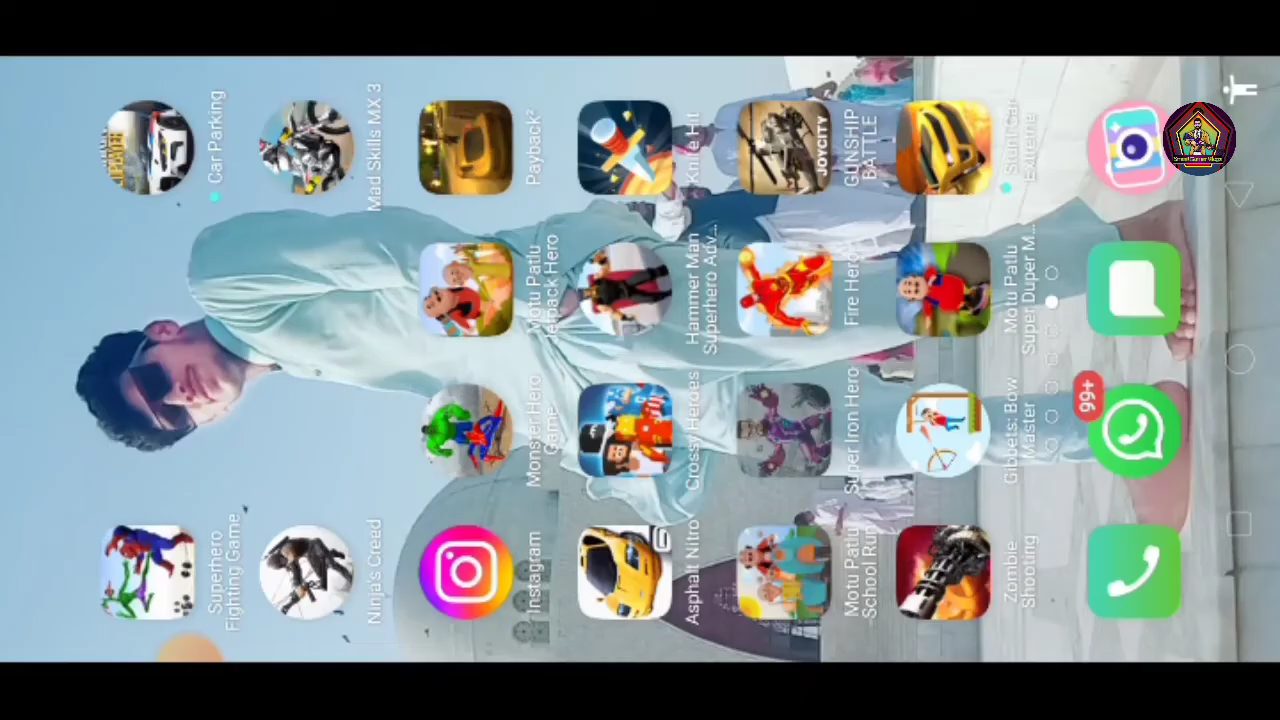 Superhero
Fighting Game
Car Parking
Ninja's Creed
Mad Skills MX 3
Instagram
Monster Hero
Game
Motu Patlu
Jetpack Hero
Payback²
Asphalt Nitro
Crossy Heroes
Hammer Man
Superhero Adv...
Knife Hit
JOYCITY
Motu Patlu
School Run
Super Iron Hero
Fire Hero
GUNSHIP
BATTLE
Zombie
Shooting
Gibbets: Bow
Master
Motu Patlu
Super Duper M...
Stunt Car
Extreme
99+